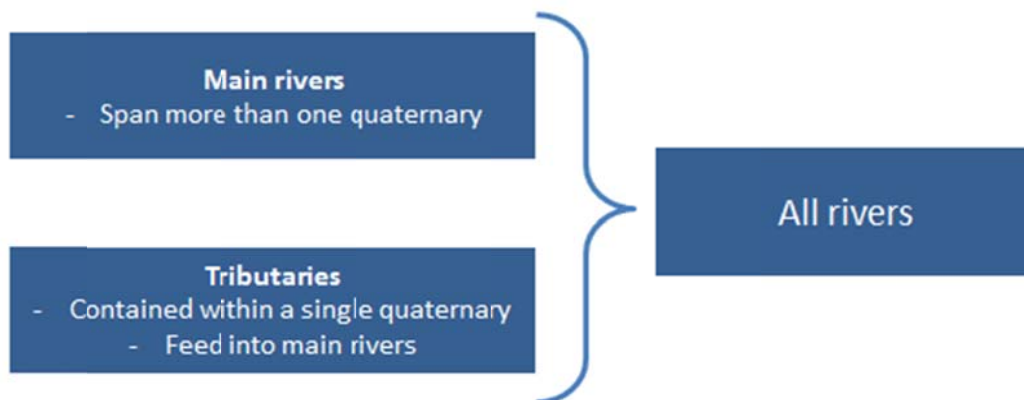 Main rivers
- Span more than one quaternary
Tributaries
- Contained within a single quaternary
- Feed into main rivers
All rivers